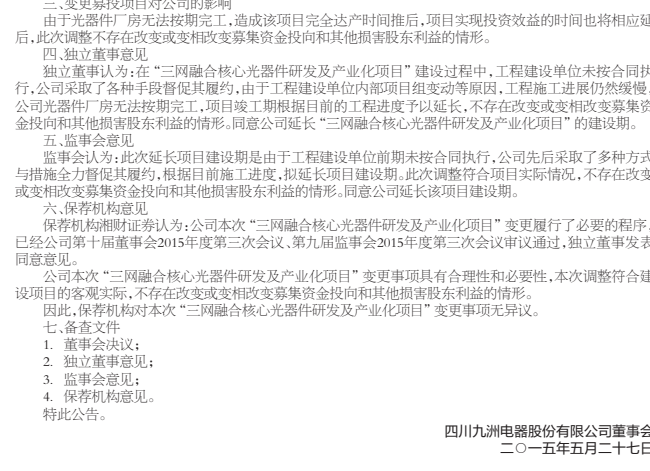 三、变更募投项目对公司的影响
由于光器件厂房无法按期完工,造成该项目完全达产时间推后,项目实现投资效益的时间也将相应延
后,此次调整不存在改变或变相改变募集资金投向和其他损害股东利益的情形。
四、独立董事意见
独立董事认为:在“三网融合核心光器件研发及产业化项目”建设过程中,工程建设单位未按合同执
行,公司采取了各种手段督促其履约,由于工程建设单位内部项目组变动等原因,工程施工进展仍然缓慢,
公司光器件厂房无法按期完工,项目竣工期根据目前的工程进度予以延长,不存在改变或变相改变募集资
金投向和其他损害股东利益的情形。同意公司延长“三网融合核心光器件研发及产业化项目”的建设期。
五、监事会意见
监事会认为:此次延长项目建设期是由于工程建设单位前期未按合同执行,公司先后采取了多种方式
与措施全力督促其履约,根据目前施工进度,拟延长项目建设期。此次调整符合项目实际情况,不存在改变
或变相改变募集资金投向和其他损害股东利益的情形。同意公司延长该项目建设期。
六、保荐机构意见
保荐机构湘财证券认为:公司本次“三网融合核心光器件研发及产业化项目”变更履行了必要的程序,
已经公司第十届董事会2015年度第三次会议、第九届监事会2015年度第三次会议审议通过,独立董事发表
同意意见。
公司本次“三网融合核心光器件研发及产业化项目”变更事项具有合理性和必要性,本次调整符合建
设项目的客观实际,不存在改变或变相改变募集资金投向和其他损害股东利益的情形。
因此,保荐机构对本次“三网融合核心光器件研发及产业化项目”变更事项无异议。
七、备查文件
1. 董事会决议;
2. 独立董事意见;
3. 监事会意见;
4. 保荐机构意见。
特此公告。
四川九洲电器股份有限公司董事会
二○一五年五月二十七日